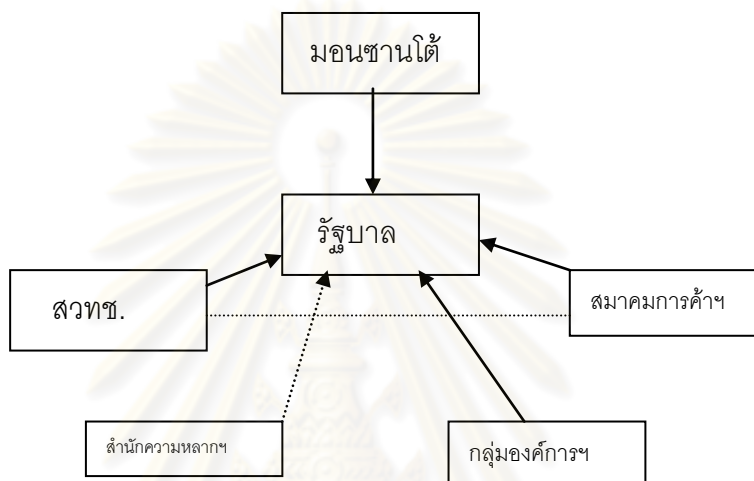 มอนซานโต้
รัฐบาล
สวทช.
สมาคมการค้าฯ
สำนักความหลากฯ
กลุ่มองค์การฯ